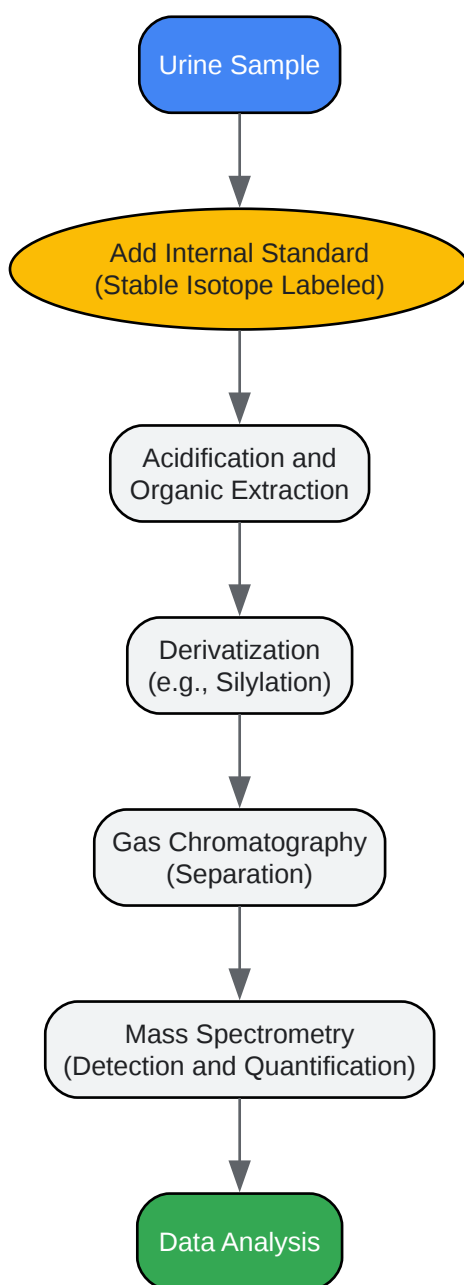 Urine Sample
Add Internal Standard
(Stable Isotope Labeled)
Acidification and
Organic Extraction
Derivatization
(e.g., Silylation)
Gas Chromatography
(Separation)
Mass Spectrometry
(Detection and Quantification)
Data Analysis